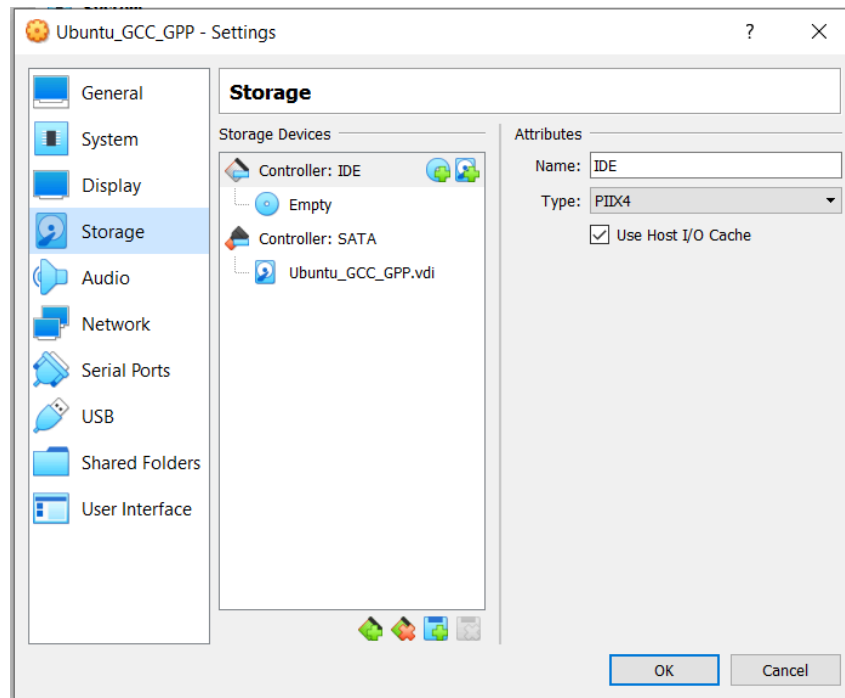 Ubuntu_GCC_GPP - Settings
?
General
System
Display
Storage
Audio
Network
Serial Ports
USB
Shared Folders
User Interface
Storage
Storage Devices
Controller: IDE
Empty
Controller: SATA
Ubuntu_GCC_GPP.vdi
Attributes
Name: IDE
Type: PIIX4
Use Host I/O Cache
OK
Cancel